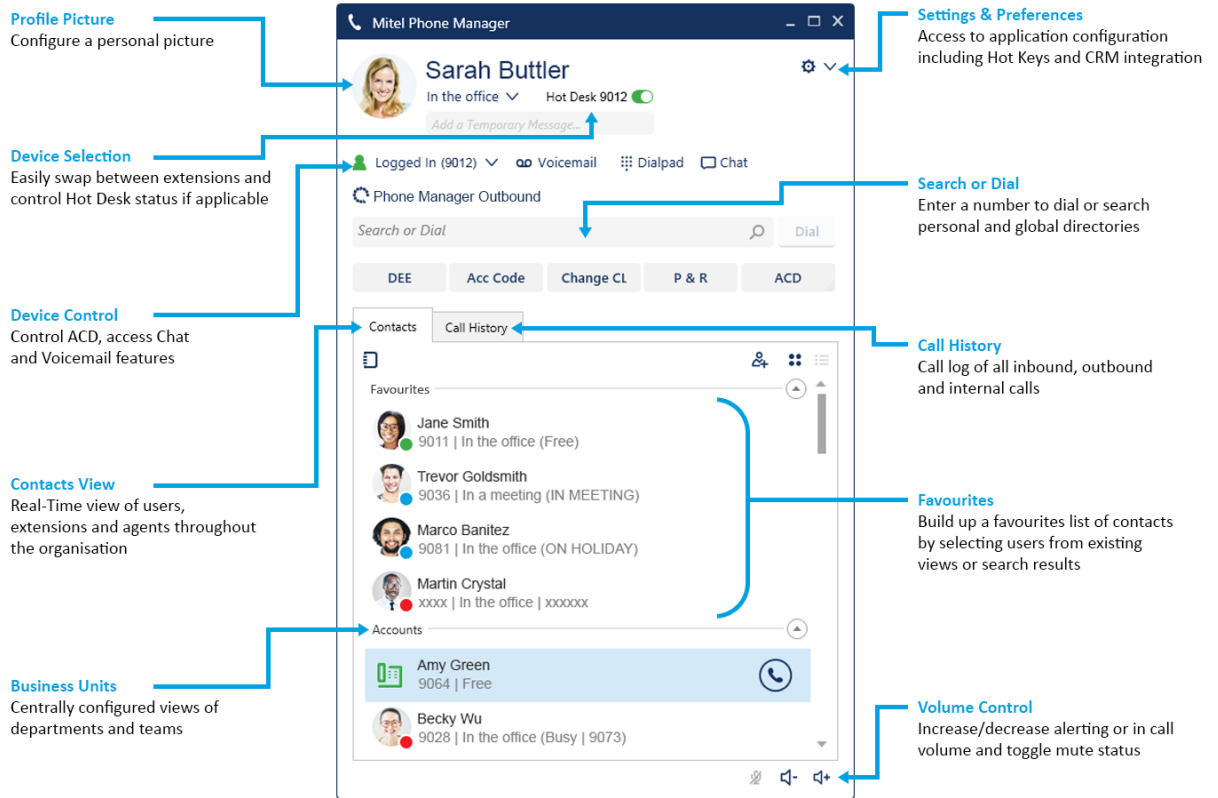 Profile Picture
Configure a personal picture
Device Selection
Easily swap between extensions and
control Hot Desk status if applicable
Device Control
Control ACD, access Chat
and Voicemail features
Contacts View
Real-Time view of users,
extensions and agents throughout
the organisation
Business Units
Centrally configured views of
departments and teams
Mitel Phone Manager
Sarah Buttler
In the office
Hot Desk 9012
Add a Temporary Message...
Logged In (9012)
Voicemail
Dialpad
Chat
Phone Manager Outbound
Search or Dial
Dial
DEE
Acc Code
Change CL
P & R
ACD
Contacts
Call History
Favourites
Jane Smith
9011 | In the office (Free)
Trevor Goldsmith
9036 | In a meeting (IN MEETING)
Marco Banitez
9081 | In the office (ON HOLIDAY)
Martin Crystal
xxxx | In the office | xxxxxx
Accounts
Amy Green
9064 | Free
Becky Wu
9028 | In the office (Busy | 9073)
Settings & Preferences
Access to application configuration
including Hot Keys and CRM integration
Search or Dial
Enter a number to dial or search
personal and global directories
Call History
Call log of all inbound, outbound
and internal calls
Favourites
Build up a favourites list of contacts
by selecting users from existing
views or search results
Volume Control
Increase/decrease alerting or in call
volume and toggle mute status